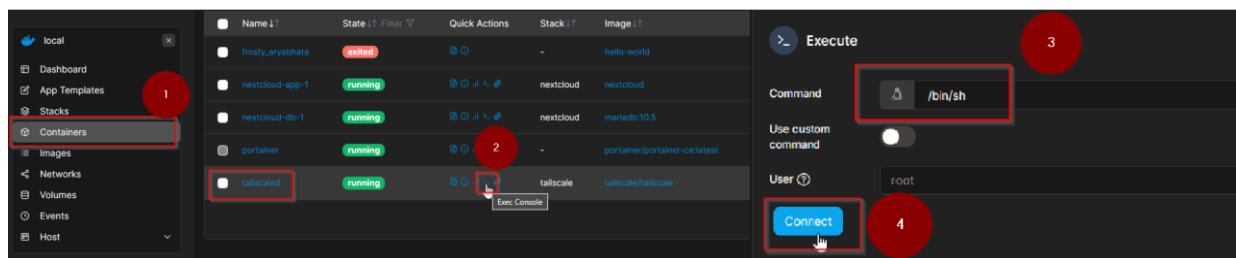 local
Dashboard
App Templates
Stacks
Containers
Images
Networks
Volumes
Events
Host
1
Name↓↑ State↓↑ Filter Quick Actions Stack↓↑ Image↓↑
frosty_aryabhata exited - hello-world
nextcloud-app-1 running nextcloud nextcloud
nextcloud-db-1 running nextcloud mariadb:10.5
portainer running - portainer/portainer-ce:latest
tailscaled running tailscale tailscale/tailscale
2
Exec Console
Execute
3
Command /bin/sh
Use custom
command
User root
Connect
4